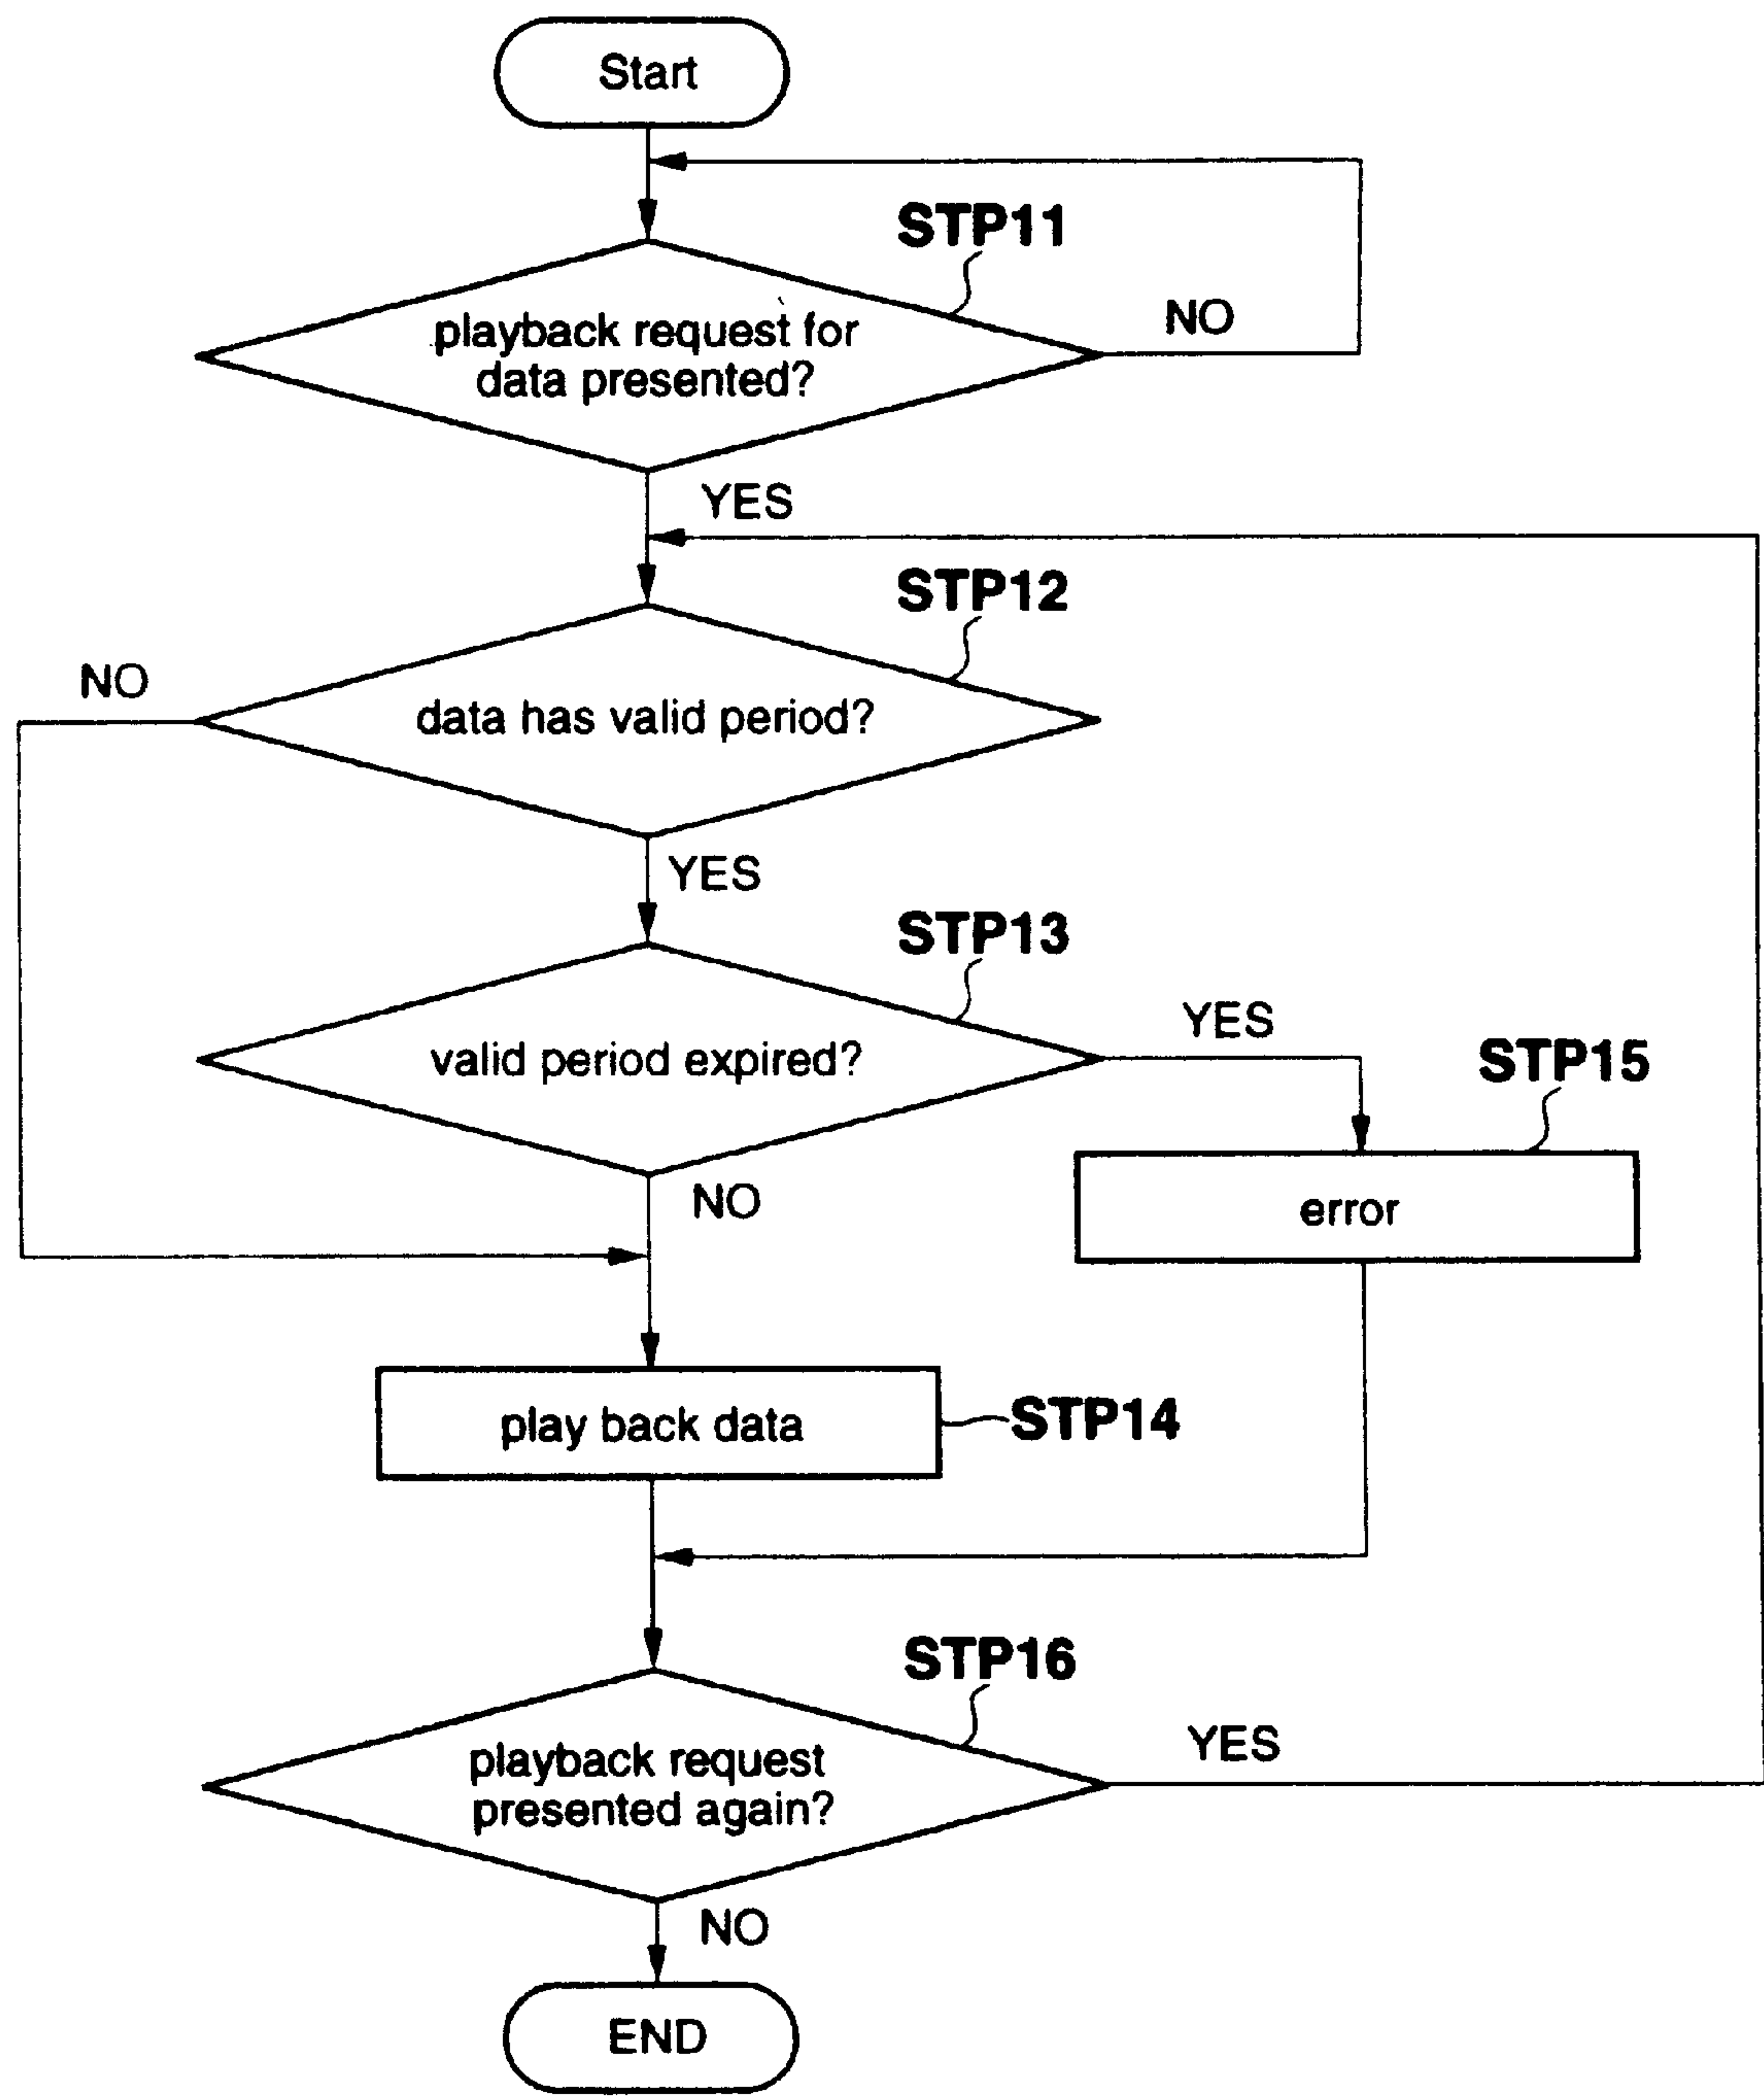 Start
STP11
playback request for
data presented?
NO
YES
STP12
NO
data has valid period?
YES
STP13
YES
valid period expired?
STP15
NO
error
play back data
STP14
STP16
playback request
presented again?
YES
NO
END